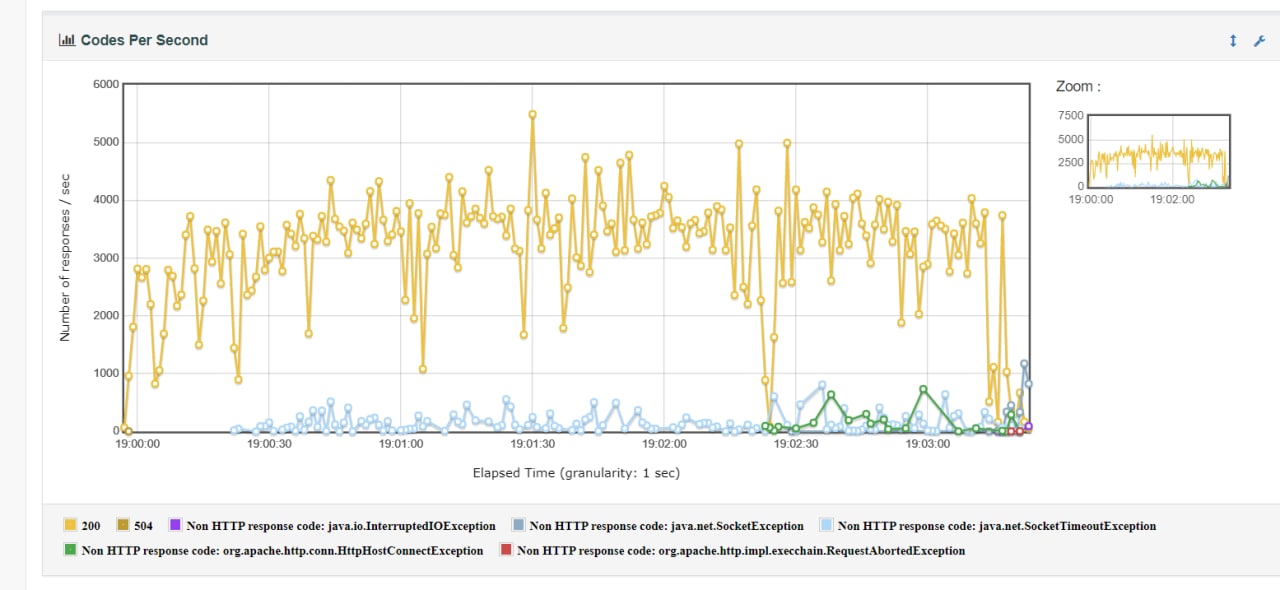 Codes Per Second
Zoom :
6000
5000
4000
3000
2000
1000
0
Number of responses / sec
19:00:00 19:00:30 19:01:00 19:01:30 19:02:00 19:02:30 19:03:00
Elapsed Time (granularity: 1 sec)
7500
5000
2500
0
19:00:00 19:02:00
200 504 Non HTTP response code: java.io.InterruptedIOException Non HTTP response code: java.net.SocketException Non HTTP response code: java.net.SocketTimeoutException
Non HTTP response code: org.apache.http.conn.HttpHostConnectException Non HTTP response code: org.apache.http.impl.execchain.RequestAbortedException